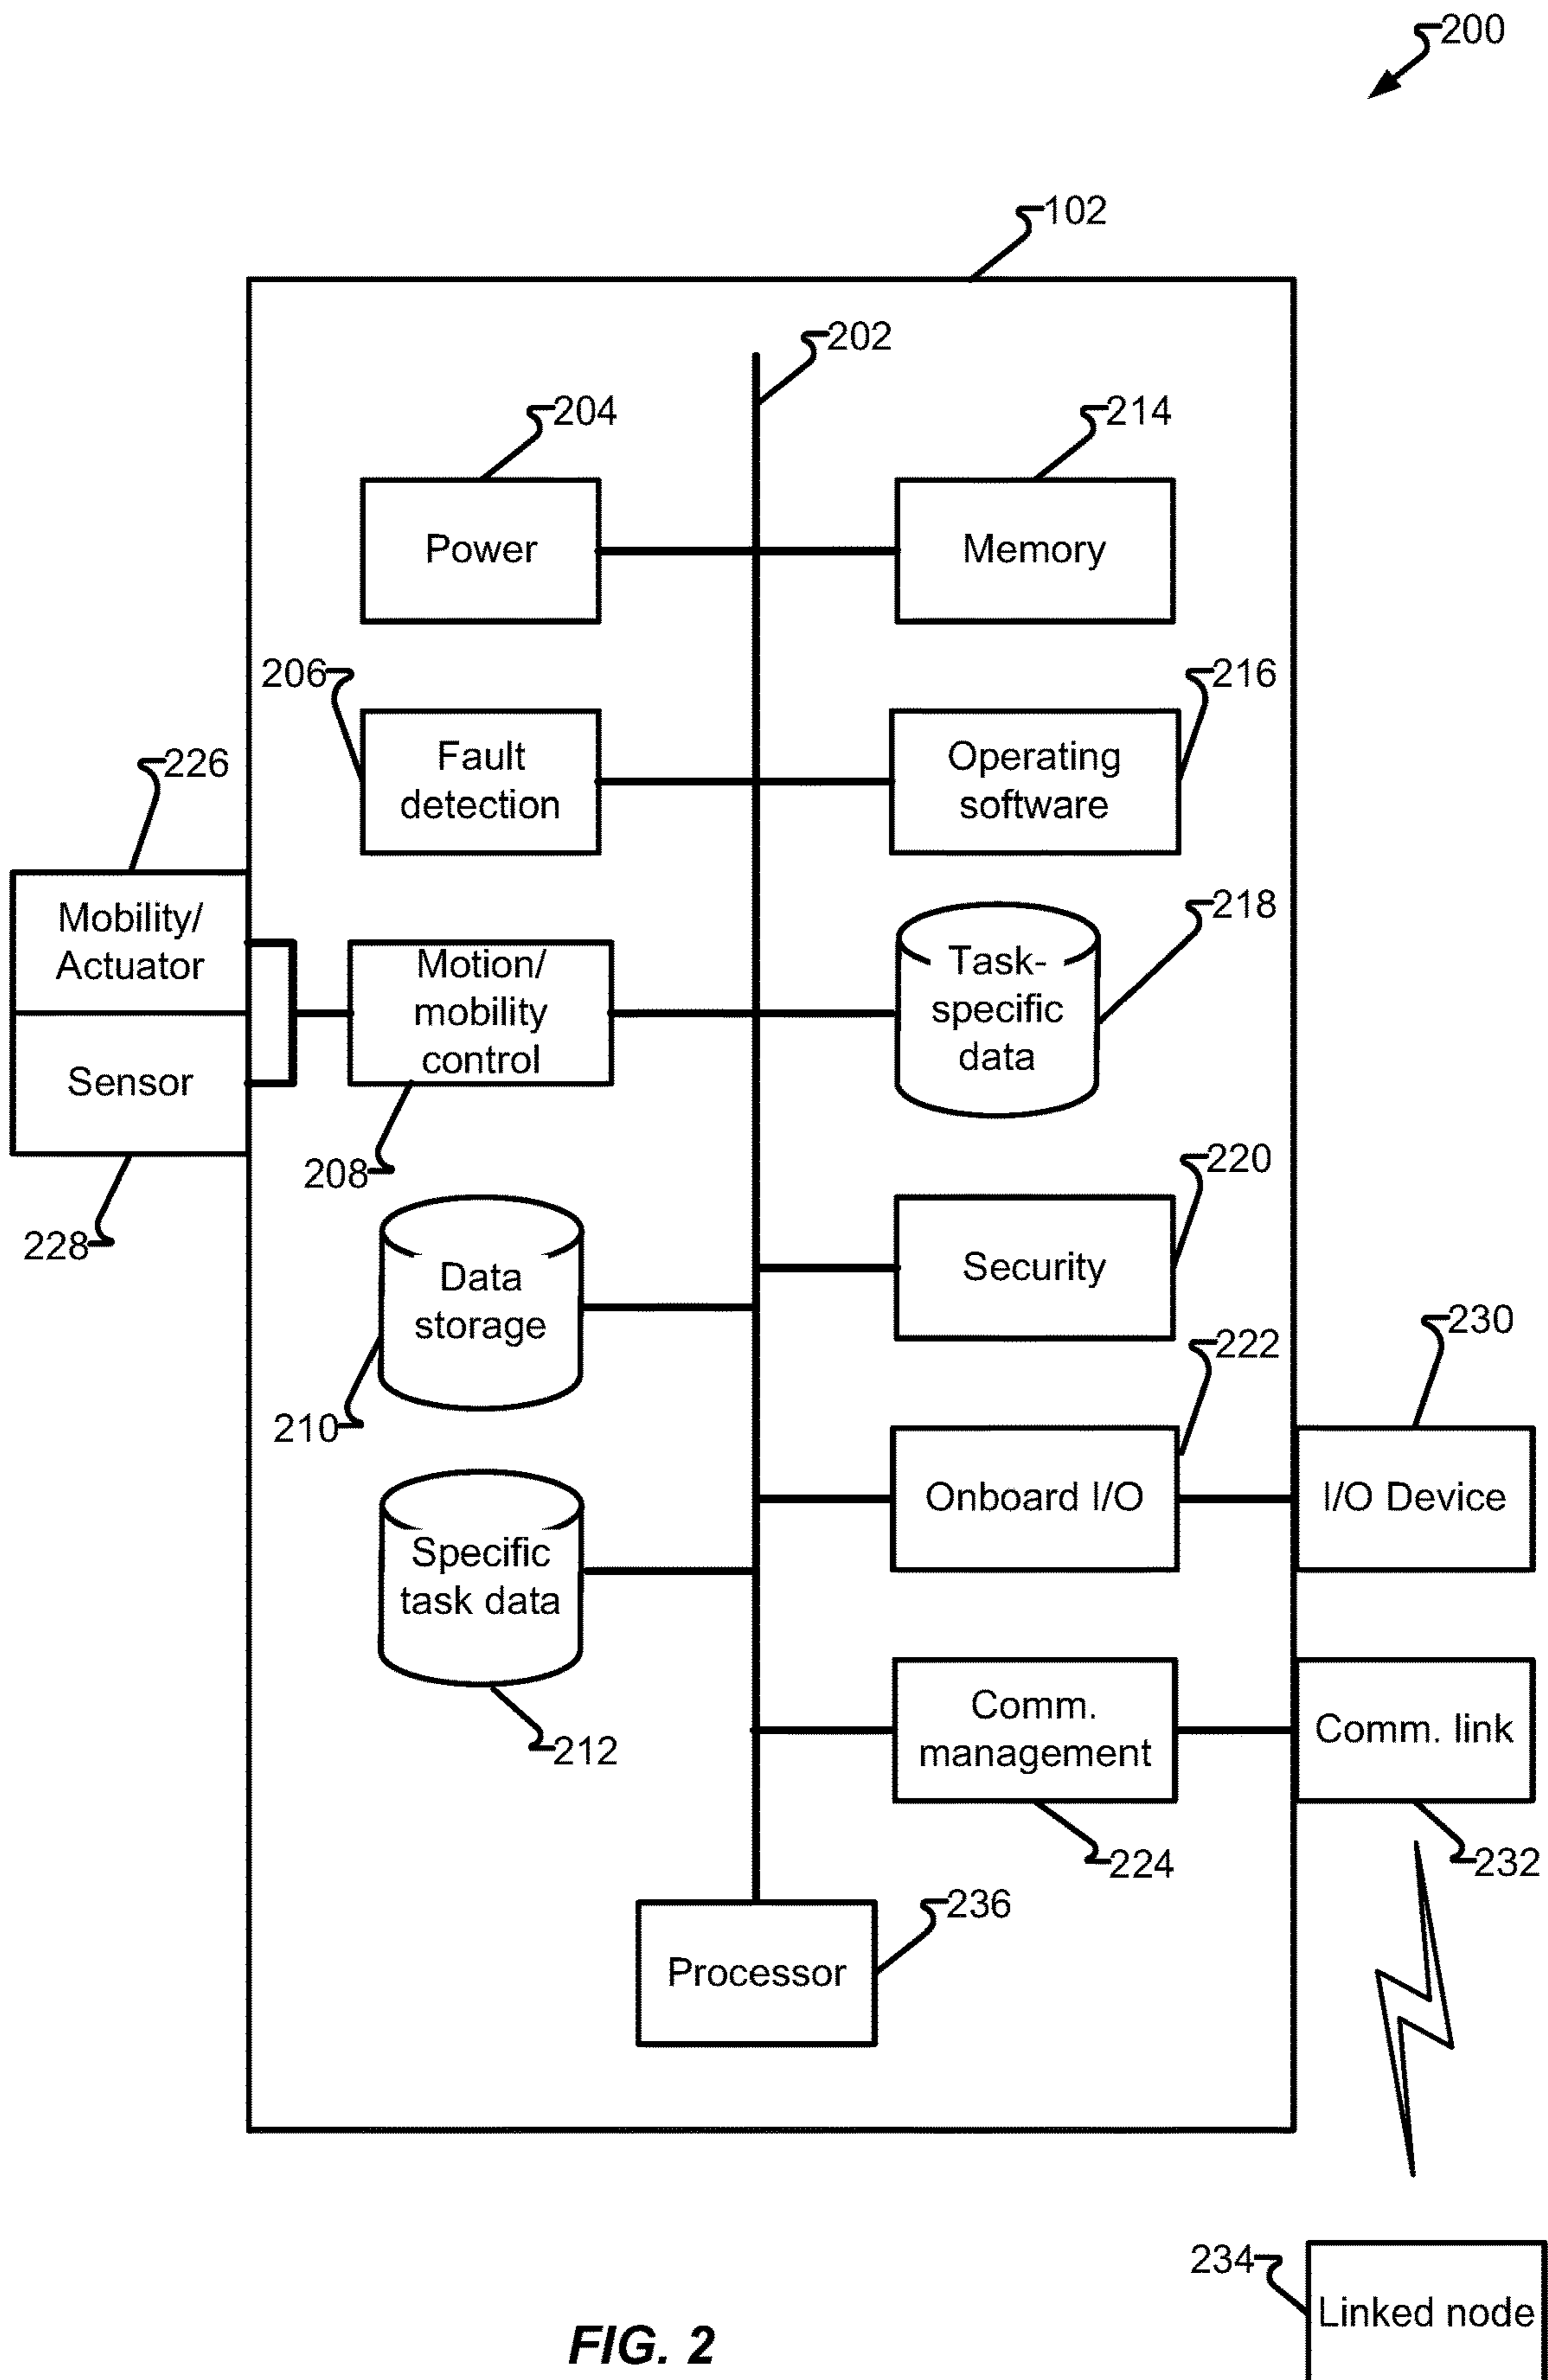 200
102
202
204
214
Power
Memory
206
216
Fault
detection
Operating
software
226
218
Mobility/
Actuator
Motion/
mobility
control
Task-
specific
data
Sensor
208
220
228
Data
storage
Security
210
222
230
Onboard I/O
I/O Device
Specific
task data
212
Comm.
management
Comm. link
224
232
236
Processor
234
Linked node
FIG. 2